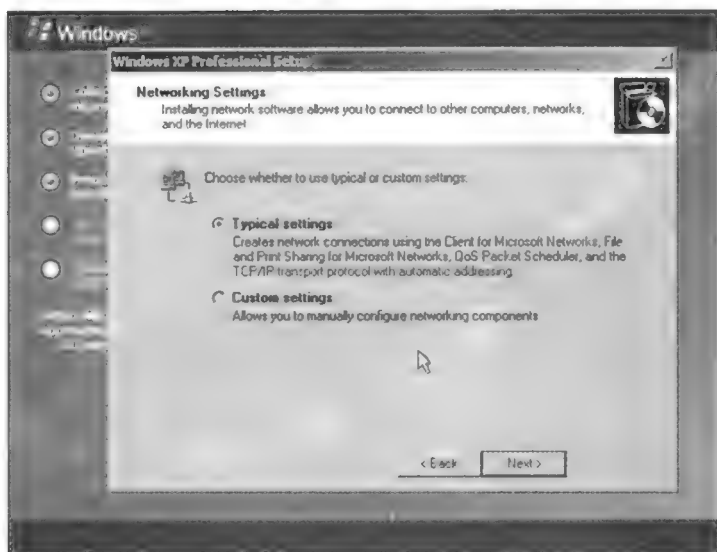 Windows
Windows XP Professional Setup
Networking Settings
Installing network software allows you to connect to other computers, networks,
and the Internet
Choose whether to use typical or custom settings:
Typical settings
Creates network connections using the Client for Microsoft Networks, File
and Print Sharing for Microsoft Networks, QoS Packet Scheduler, and the
TCP/IP transport protocol with automatic addressing
Custom settings
Allows you to manually configure networking components
< Back
Next >